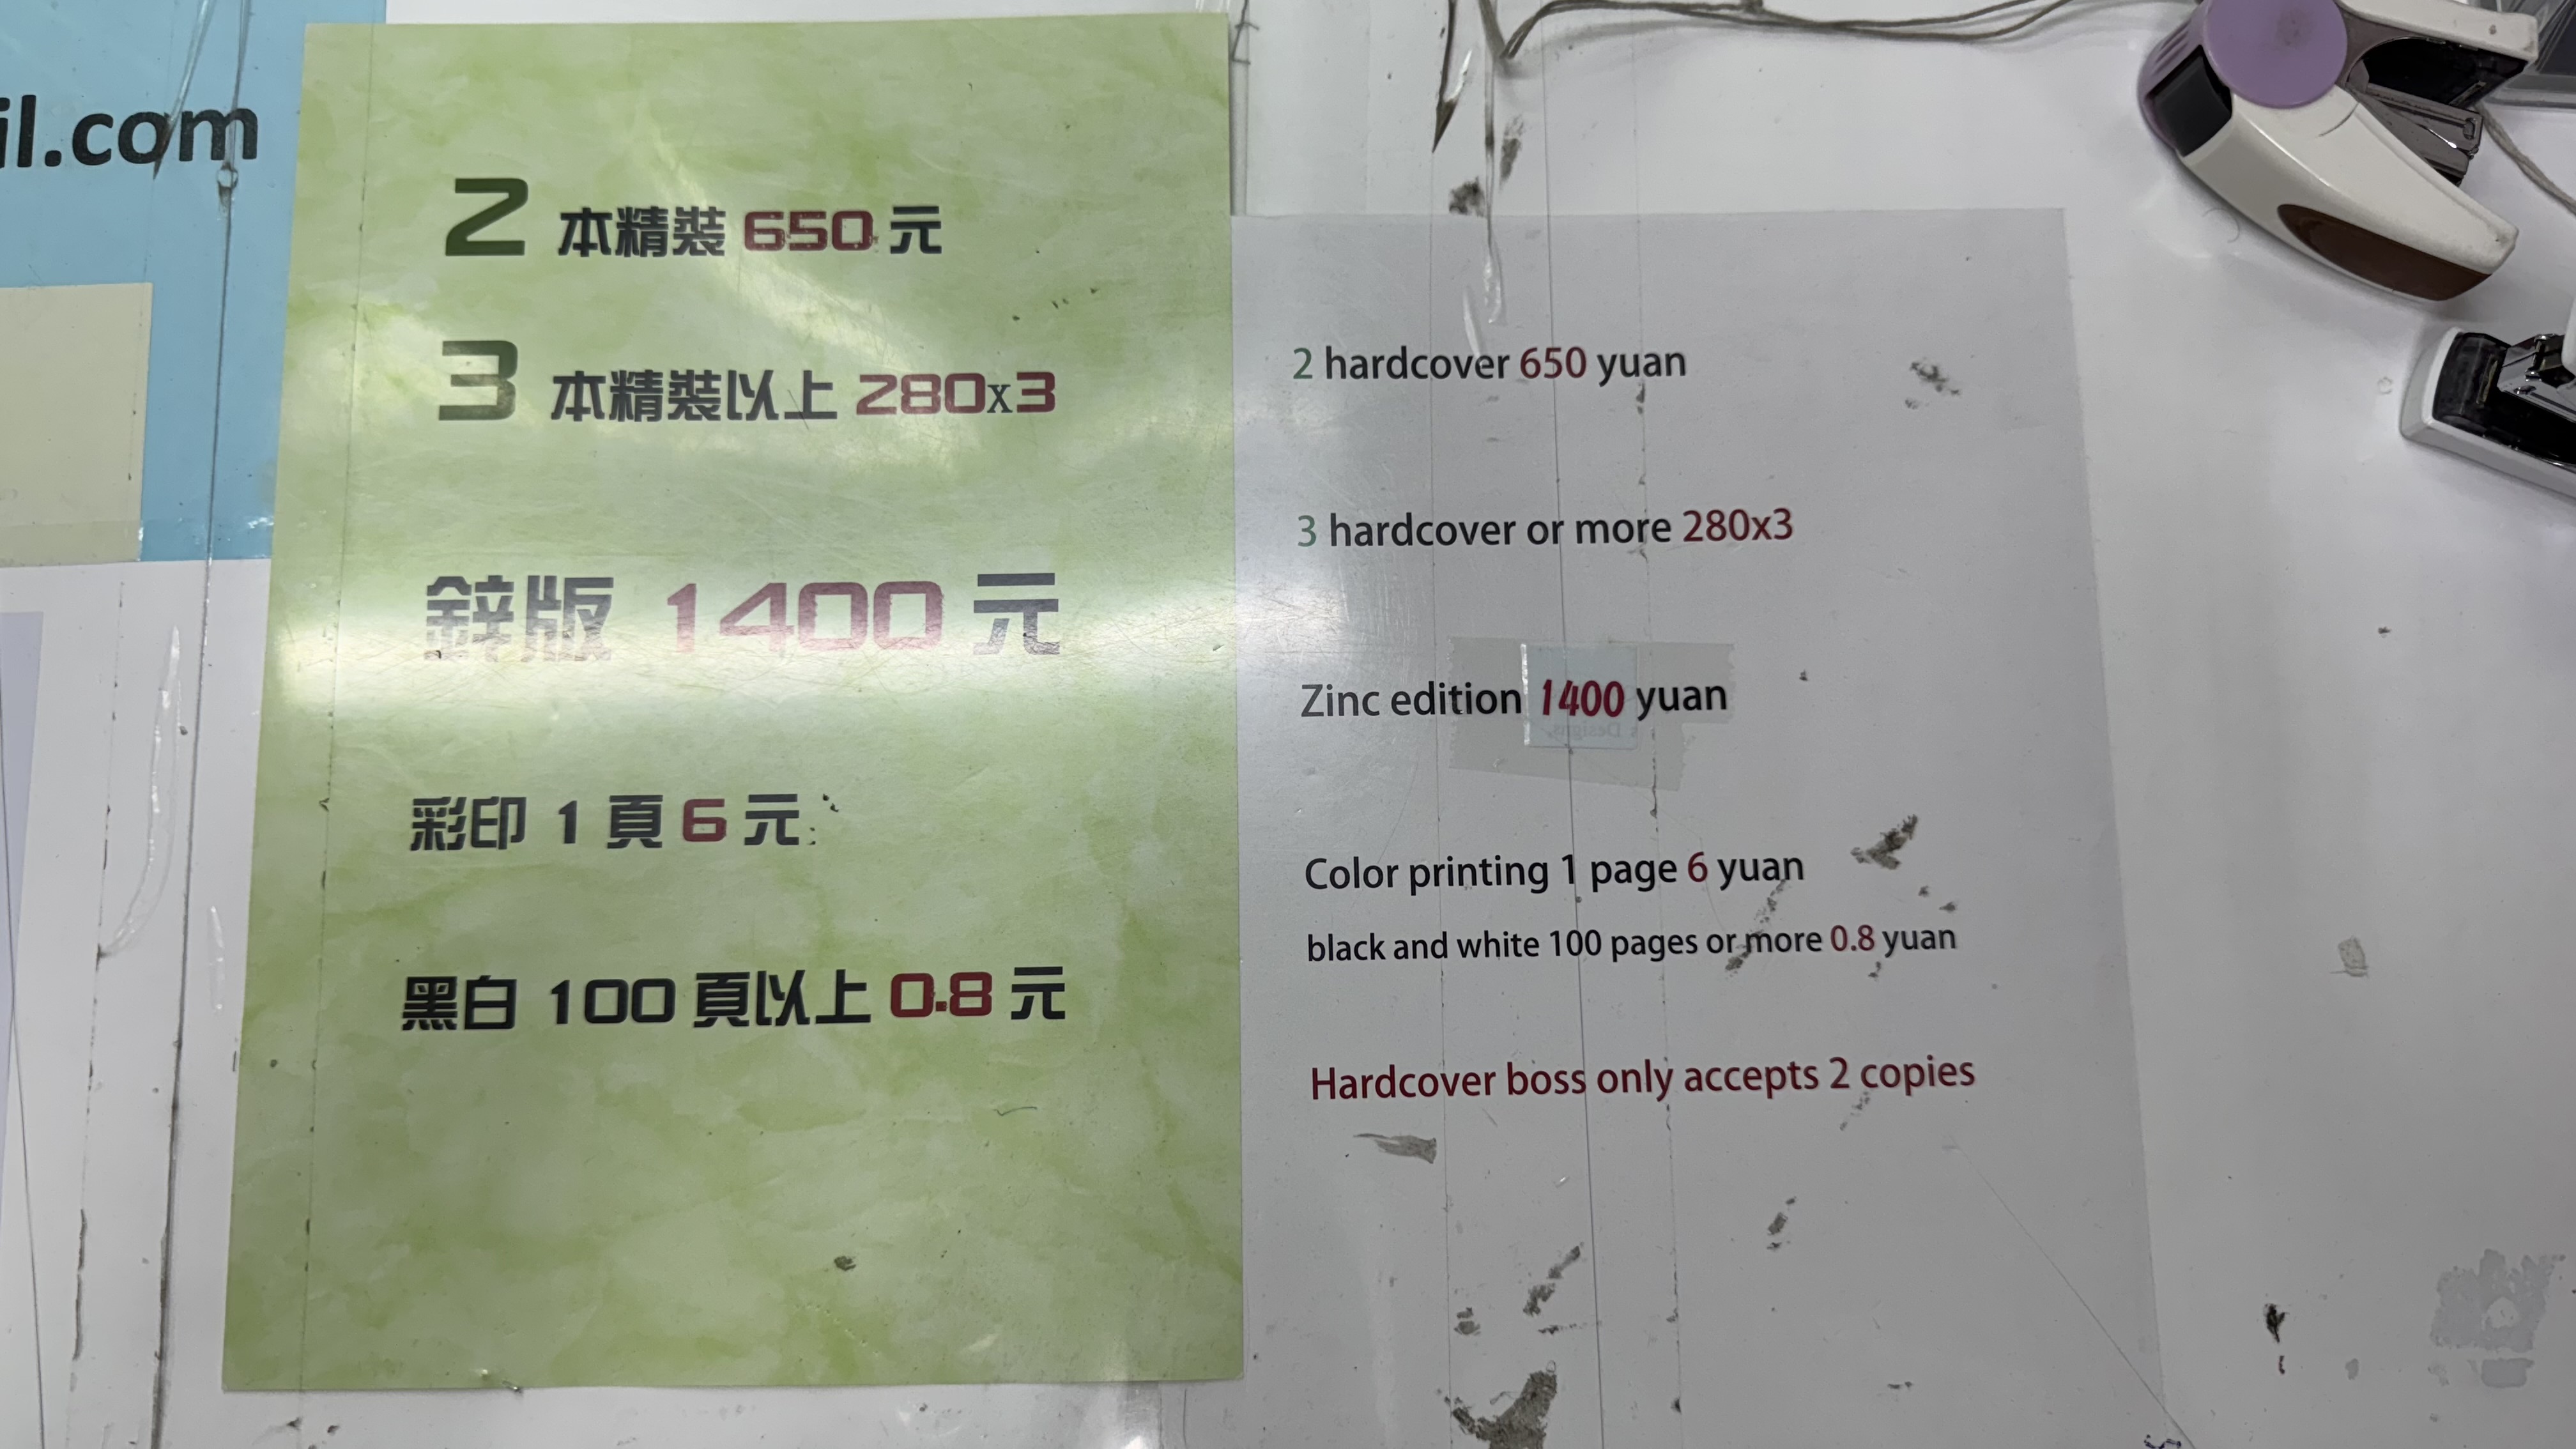 il.com
2 本精裝 650 元
3 本精裝以上 280x3
鋅版 1400 元
彩印 1 頁 6 元
黑白 100 頁以上 0.8 元
2 hardcover 650 yuan
3 hardcover or more 280x3
Zinc edition 1400 yuan
Color printing 1 page 6 yuan
black and white 100 pages or more 0.8 yuan
Hardcover boss only accepts 2 copies